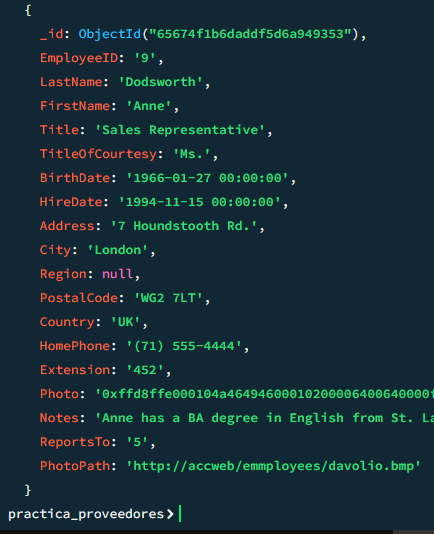 {
_id: ObjectId("65674f1b6daddf5d6a949353"),
EmployeeID: '9',
LastName: 'Dodsworth',
FirstName: 'Anne',
Title: 'Sales Representative',
TitleOfCourtesy: 'Ms.',
BirthDate: '1966-01-27 00:00:00',
HireDate: '1994-11-15 00:00:00',
Address: '7 Houndstooth Rd.',
City: 'London',
Region: null,
PostalCode: 'WG2 7LT',
Country: 'UK',
HomePhone: '(71) 555-4444',
Extension: '452',
Photo: '0xffd8ffe000104a46494600010200006400640000
Notes: 'Anne has a BA degree in English from St. La
ReportsTo: '5',
PhotoPath: 'http://accweb/emmployees/davolio.bmp'
}
practica_proveedores>